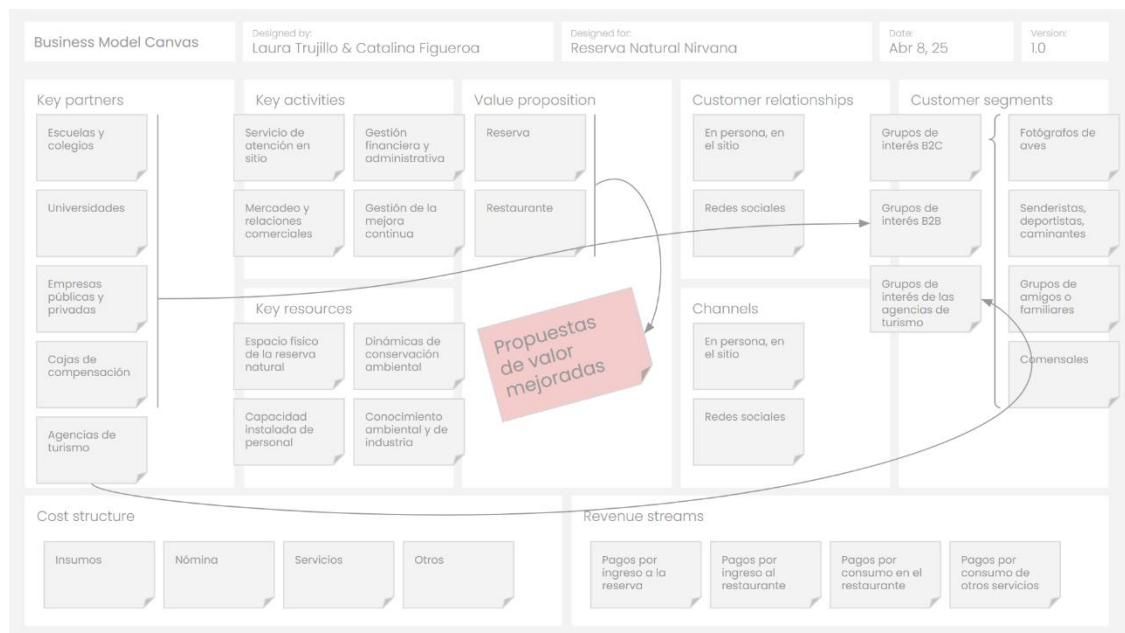 Business Model Canvas
Designed by:
Laura Trujillo & Catalina Figueroa
Designed for:
Reserva Natural Nirvana
Date:
Abr 8, 25
Version:
1.0
Key partners
Escuelas y
colegios
Universidades
Empresas
públicas y
privadas
Cajas de
compensación
Agencias de
turismo
Key activities
Servicio de
atención en
sitio
Gestión
financiera y
administrativa
Mercadeo y
relaciones
comerciales
Gestión de la
mejora
continua
Key resources
Espacio físico
de la reserva
natural
Dinámicas de
conservación
ambiental
Capacidad
instalada de
personal
Conocimiento
ambiental y de
industria
Value proposition
Reserva
Restaurante
Propuestas
de valor
mejoradas
Customer relationships
En persona, en
el sitio
Redes sociales
Channels
En persona, en
el sitio
Redes sociales
Customer segments
Grupos de
interés B2C
Grupos de
interés B2B
Grupos de
interés de las
agencias de
turismo
Fotógrafos de
aves
Senderistas,
deportistas,
caminantes
Grupos de
amigos o
familiares
Comensales
Cost structure
Insumos
Nómina
Servicios
Otros
Revenue streams
Pagos por
ingreso a la
reserva
Pagos por
ingreso al
restaurante
Pagos por
consumo en el
restaurante
Pagos por
consumo de
otros servicios